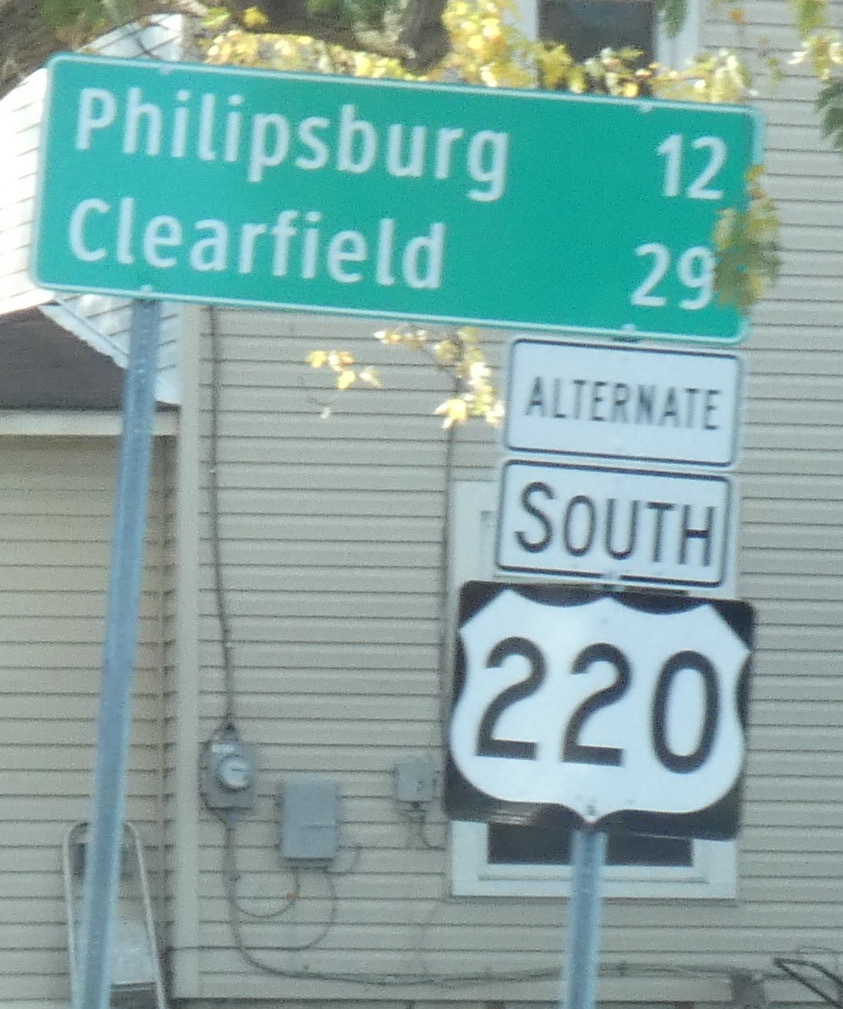 Philipsburg 12
Clearfield 29
ALTERNATE
SOUTH
220